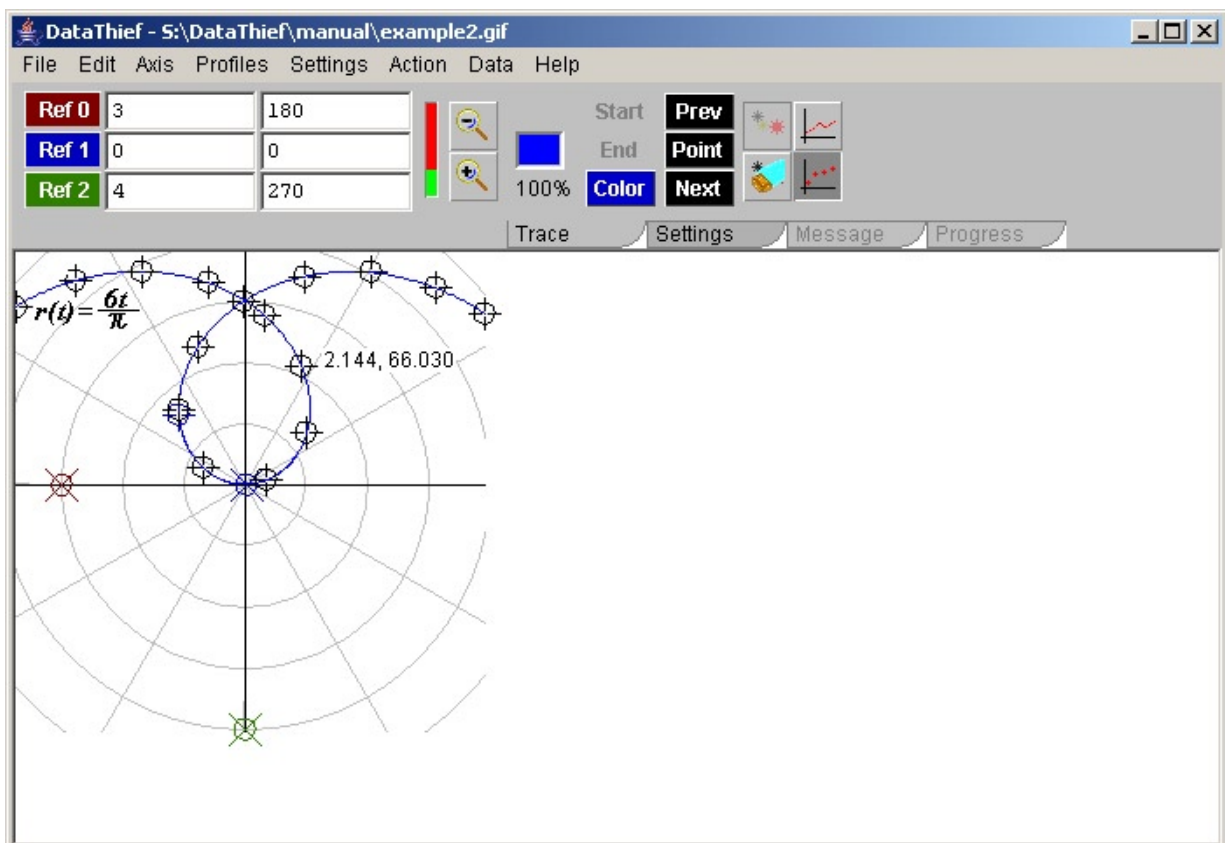 DataThief - S:\DataThief\manual\example2.gif
File Edit Axis Profiles Settings Action Data Help
Ref 0 3 180
Ref 1 0 0
Ref 2 4 270
100%
Start Prev
End Point
Color Next
Trace Settings Message Progress
r(t)=6t/π
2.144, 66.030